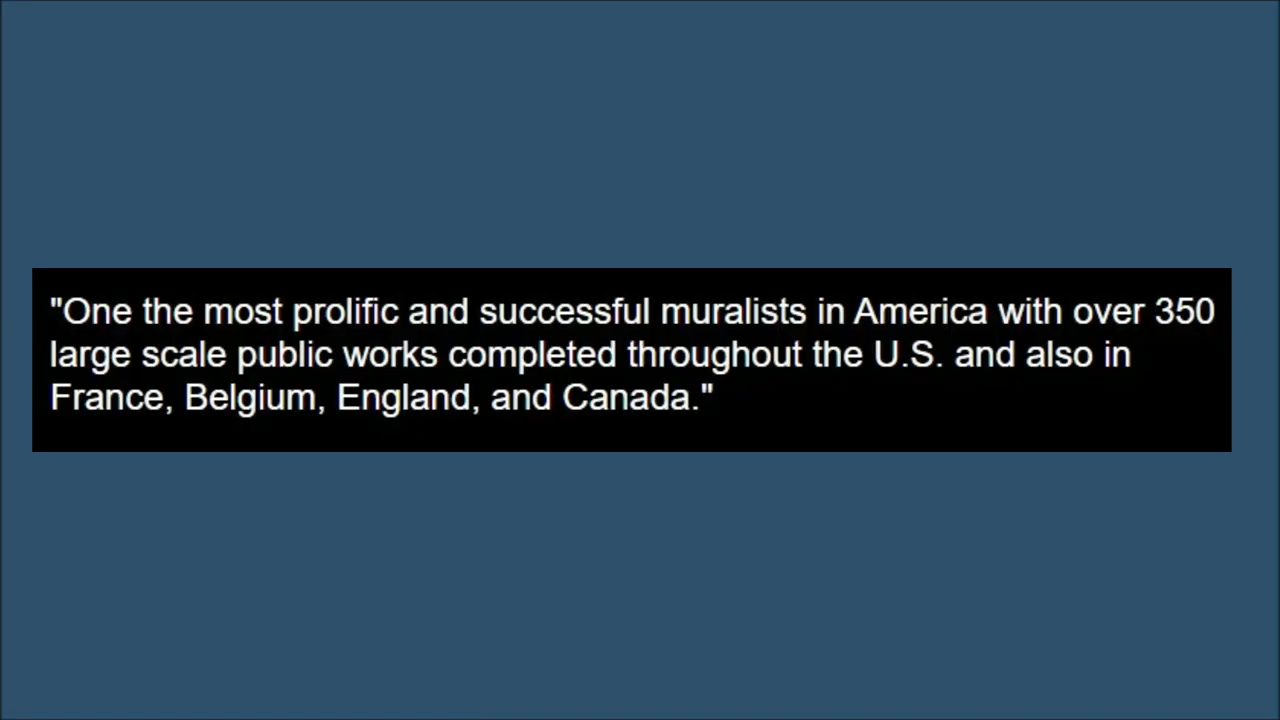 "One the most prolific and successful muralists in America with over 350
large scale public works completed throughout the U.S. and also in
France, Belgium, England, and Canada."